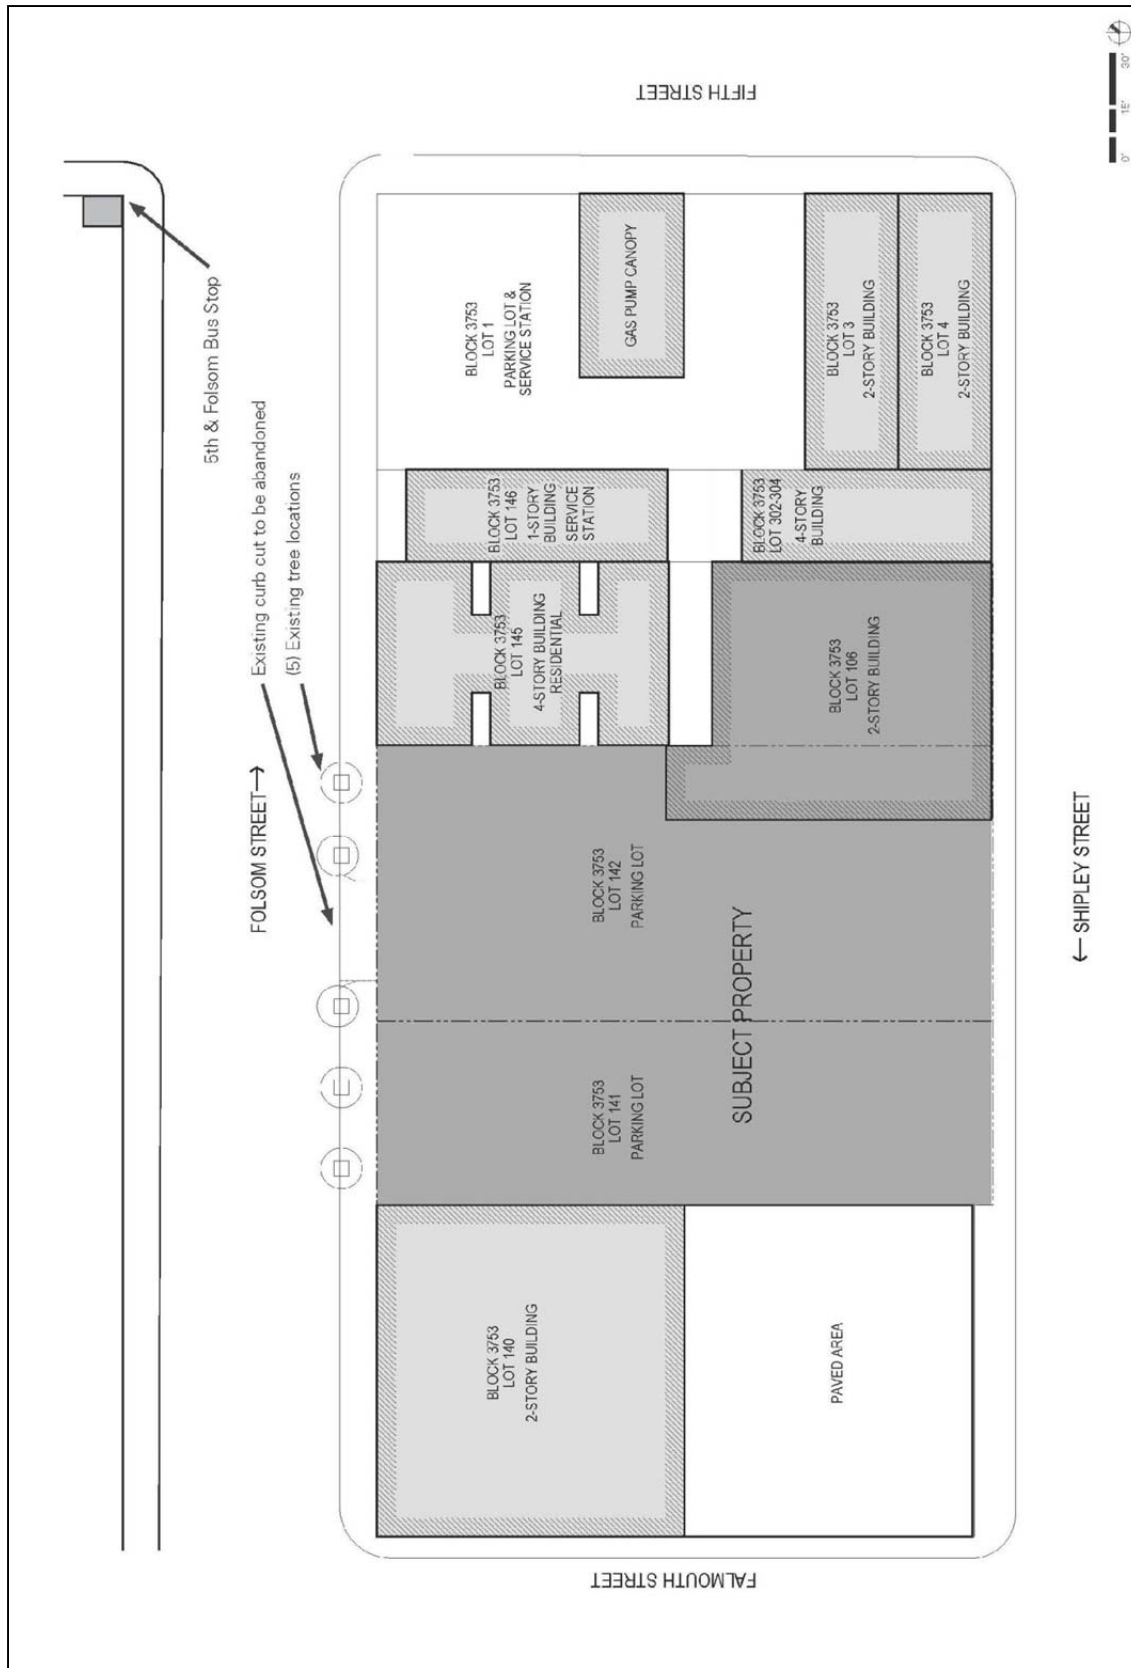 FIFTH STREET
0' 15' 30'
5th & Folsom Bus Stop
Existing curb cut to be abandoned
(5) Existing tree locations
FOLSOM STREET→
BLOCK 3753
LOT 1
PARKING LOT &
SERVICE STATION
GAS PUMP CANOPY
BLOCK 3753
LOT 3
2-STORY BUILDING
BLOCK 3753
LOT 4
2-STORY BUILDING
BLOCK 3753
LOT 146
1-STORY
BUILDING
SERVICE
STATION
BLOCK 3753
LOT 302-304
4-STORY
BUILDING
BLOCK 3753
LOT 145
4-STORY BUILDING
RESIDENTIAL
BLOCK 3753
LOT 106
2-STORY BUILDING
BLOCK 3753
LOT 142
PARKING LOT
SUBJECT PROPERTY
BLOCK 3753
LOT 141
PARKING LOT
← SHIPLEY STREET
BLOCK 3753
LOT 140
2-STORY BUILDING
PAVED AREA
FALMOUTH STREET